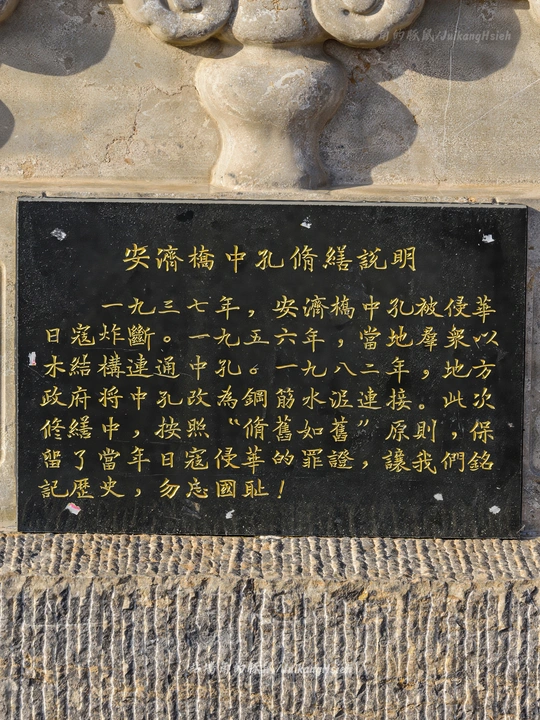 /JuikangHsieh
安濟橋中孔脩繕說明
一九三七年，安濟橋中孔被侵華
日寇炸斷。一九五六年，當地羣衆以
木結構連通中孔。一九八二年，地方
政府將中孔改為鋼筋水泥連接。此次
修繕中，按照“脩舊如舊”原則，保
留了當年日寇侵華的罪證，讓我們銘
記歷史，勿忘國耻！
/JuikangHsieh